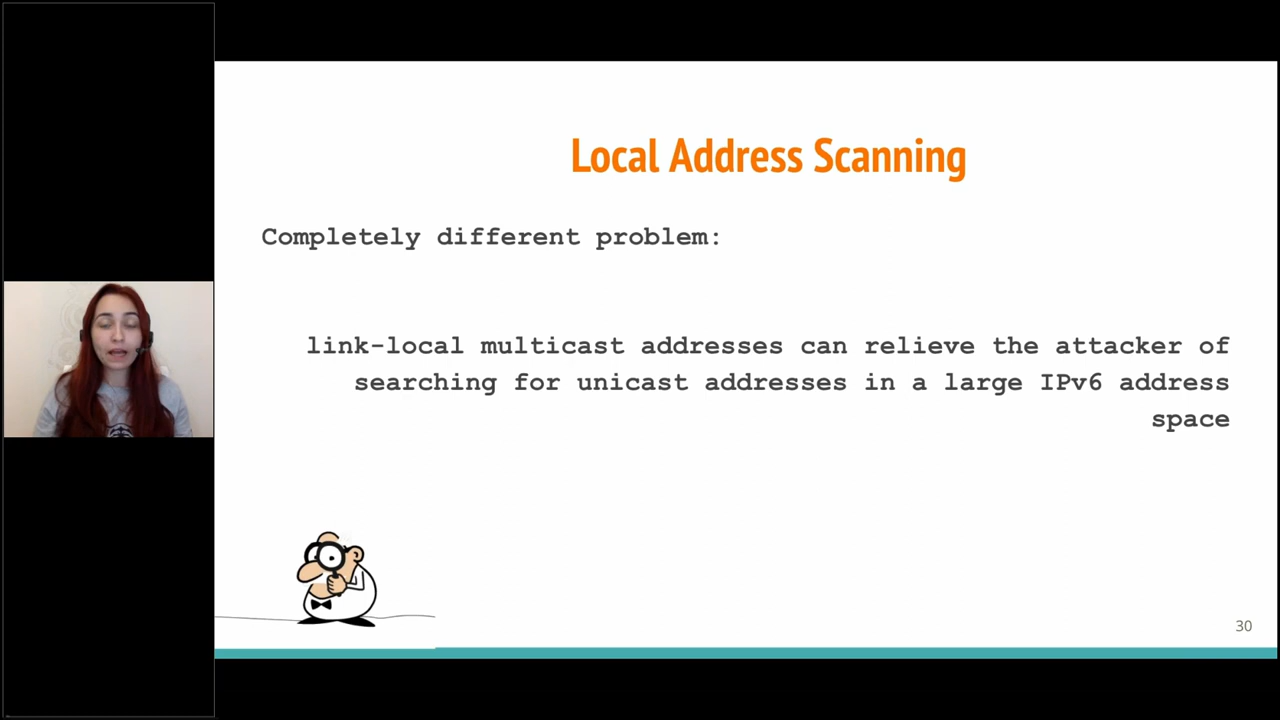 Local Address Scanning
Completely different problem:
link-local multicast addresses can relieve the attacker of
searching for unicast addresses in a large IPv6 address
space
30